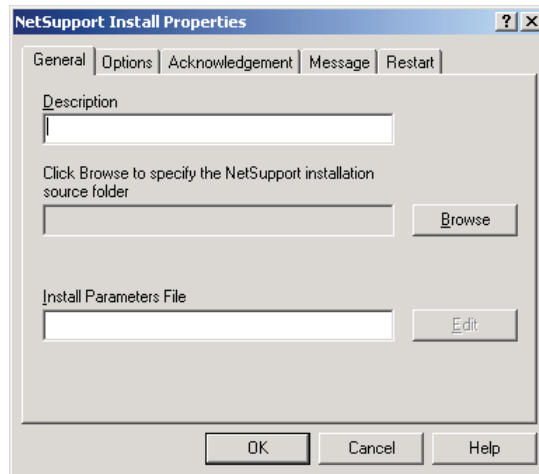 NetSupport Install Properties
General Options Acknowledgement Message Restart
Description
Click Browse to specify the NetSupport installation
source folder
Browse
Install Parameters File
Edit
OK Cancel Help